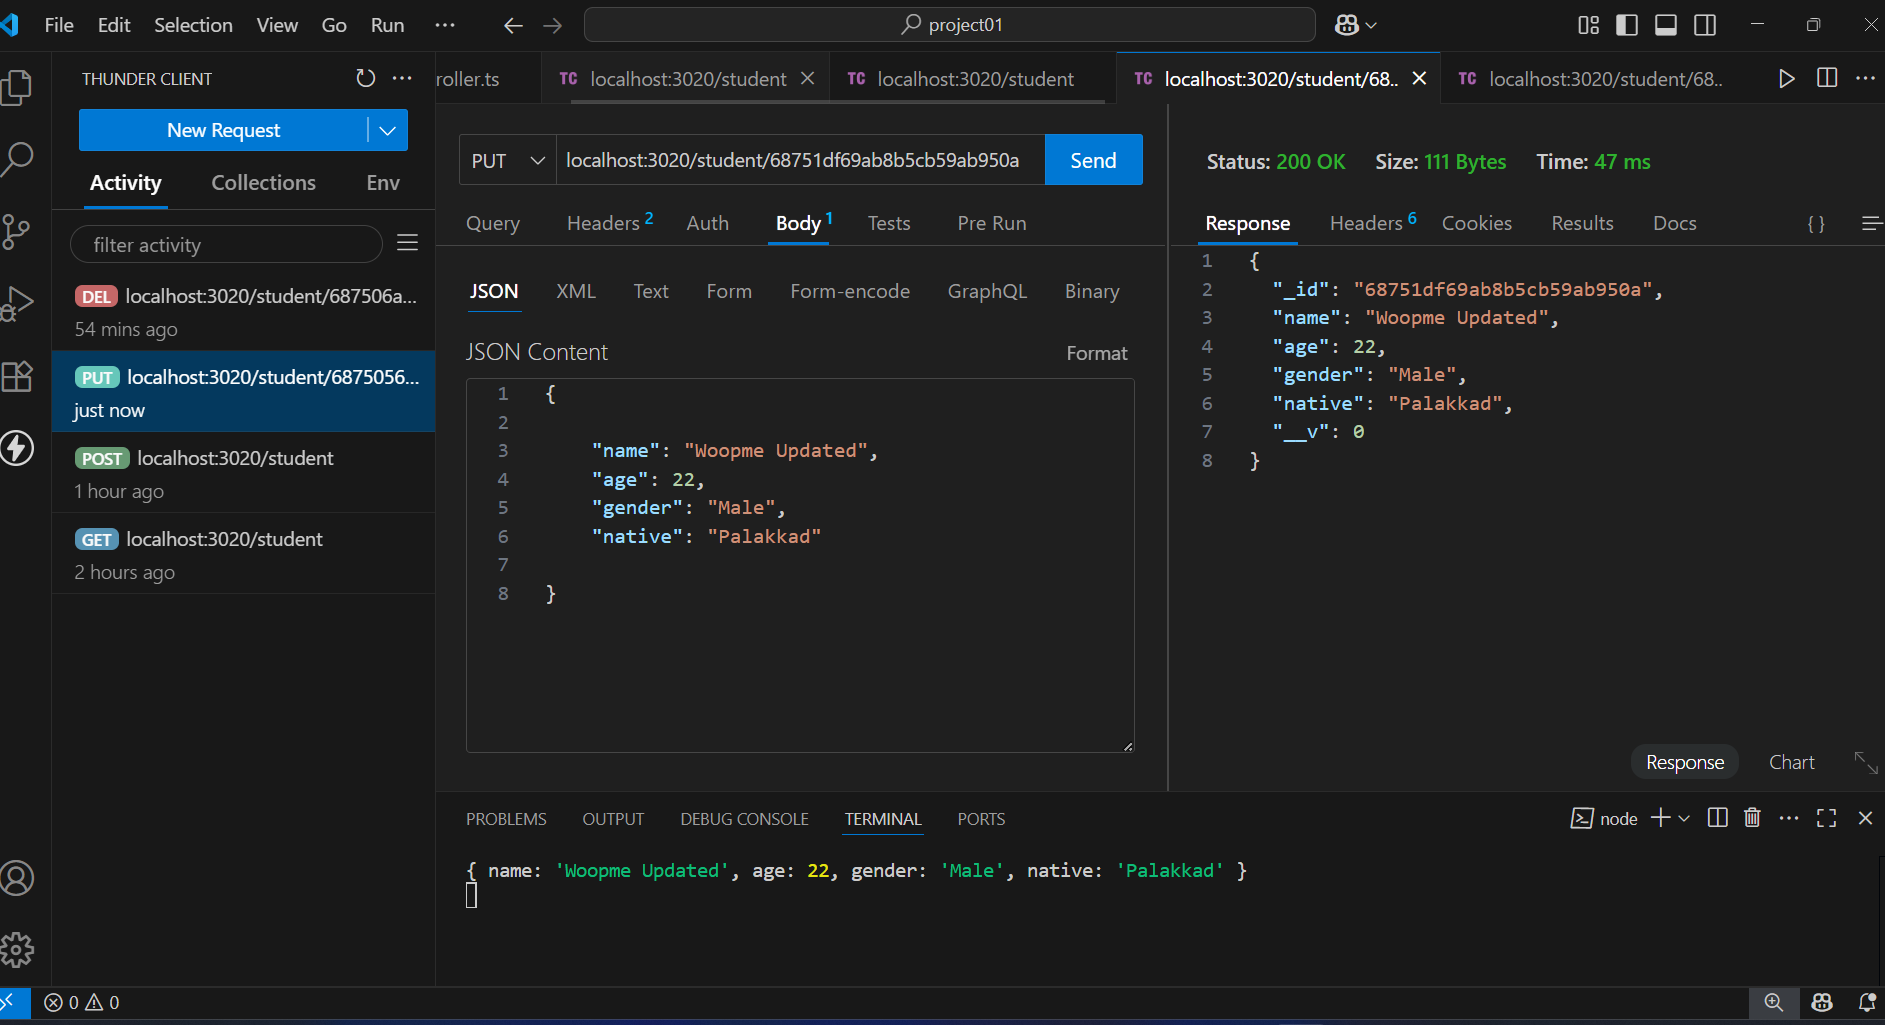 File Edit Selection View Go Run ··· project01
THUNDER CLIENT
New Request
Activity Collections Env
filter activity
DEL localhost:3020/student/687506a...
54 mins ago
PUT localhost:3020/student/6875056...
just now
POST localhost:3020/student
1 hour ago
GET localhost:3020/student
2 hours ago
roller.ts TC localhost:3020/student TC localhost:3020/student TC localhost:3020/student/68.. TC localhost:3020/student/68..
PUT localhost:3020/student/68751df69ab8b5cb59ab950a Send
Query Headers 2 Auth Body 1 Tests Pre Run
JSON XML Text Form Form-encode GraphQL Binary
JSON Content Format
1 {
2
3 "name": "Woopme Updated",
4 "age": 22,
5 "gender": "Male",
6 "native": "Palakkad"
7
8 }
Status: 200 OK Size: 111 Bytes Time: 47 ms
Response Headers 6 Cookies Results Docs { }
1 {
2 "_id": "68751df69ab8b5cb59ab950a",
3 "name": "Woopme Updated",
4 "age": 22,
5 "gender": "Male",
6 "native": "Palakkad",
7 "__v": 0
8 }
Response Chart
PROBLEMS OUTPUT DEBUG CONSOLE TERMINAL PORTS node
{ name: 'Woopme Updated', age: 22, gender: 'Male', native: 'Palakkad' }
0 0